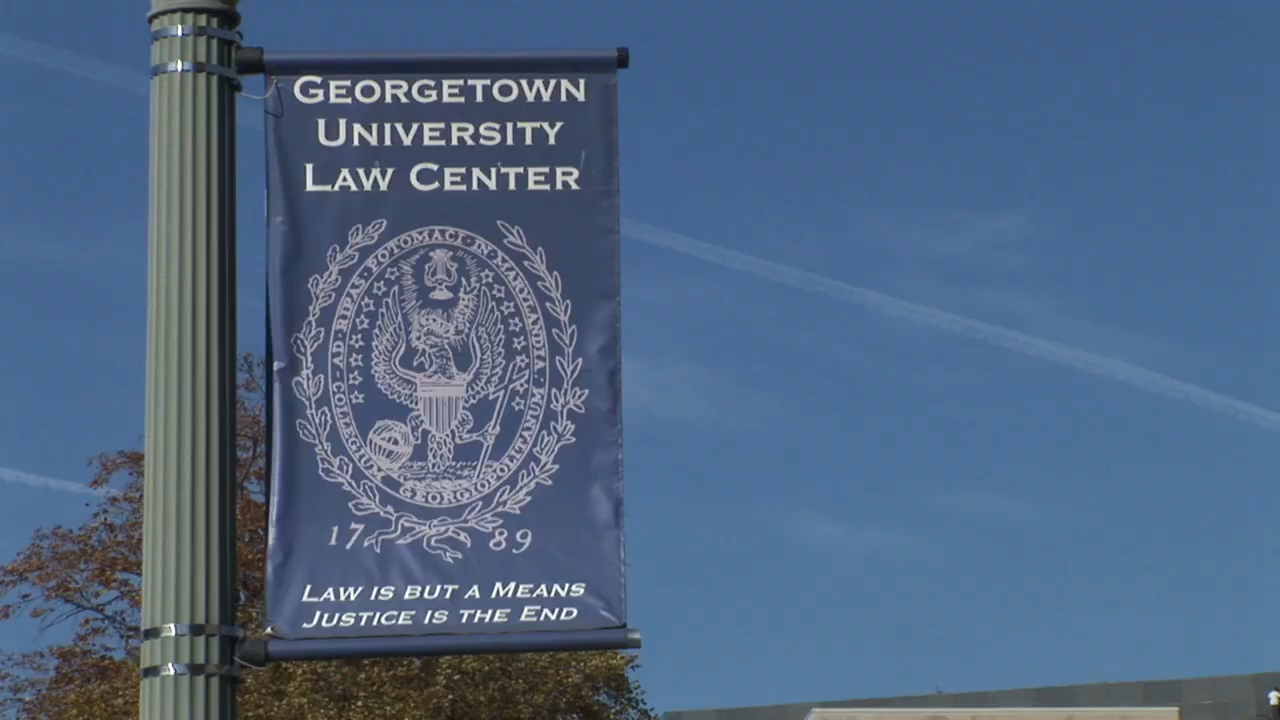 GEORGETOWN
UNIVERSITY
LAW CENTER
COLLEGIUM · AD · RIPAS · POTOMACI · IN · MARYLANDIA ·
GEORGIOPOLITANUM
17 89
LAW IS BUT A MEANS
JUSTICE IS THE END